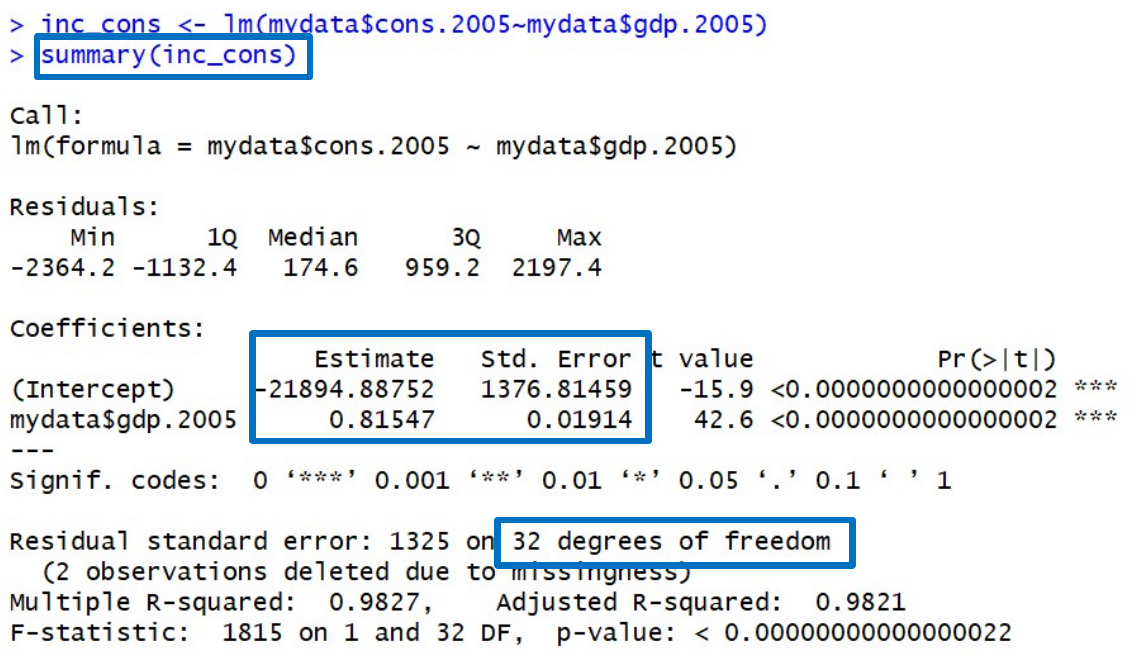 > inc_cons <- lm(mydata$cons.2005~mydata$gdp.2005)
> summary(inc_cons)
Call:
lm(formula = mydata$cons.2005 ~ mydata$gdp.2005)
Residuals:
Min 1Q Median 3Q Max
-2364.2 -1132.4 174.6 959.2 2197.4
Coefficients:
Estimate Std. Error t value Pr(>|t|)
(Intercept) -21894.88752 1376.81459 -15.9 <0.0000000000000002 ***
mydata$gdp.2005 0.81547 0.01914 42.6 <0.0000000000000002 ***
---
Signif. codes: 0 ‘***’ 0.001 ‘**’ 0.01 ‘*’ 0.05 ‘.’ 0.1 ‘ ’ 1
Residual standard error: 1325 on 32 degrees of freedom
(2 observations deleted due to missingness)
Multiple R-squared: 0.9827, Adjusted R-squared: 0.9821
F-statistic: 1815 on 1 and 32 DF, p-value: < 0.00000000000000022